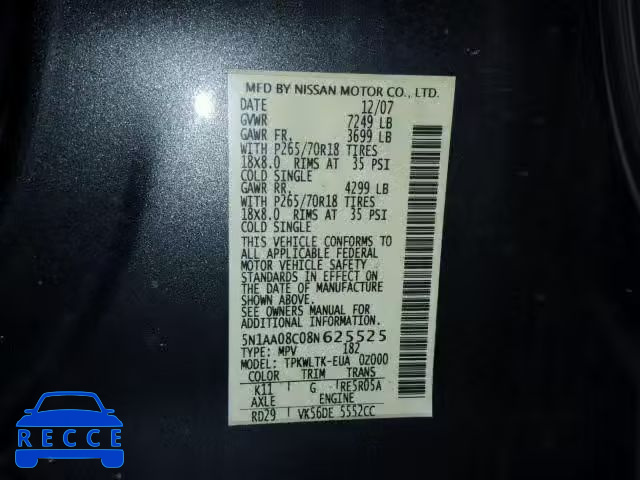 MFD BY NISSAN MOTOR CO., LTD.
DATE 12/07
GVWR 7249 LB
GAWR FR. 3699 LB
WITH P265/70R18 TIRES
18X8.0 RIMS AT 35 PSI
COLD SINGLE
GAWR RR. 4299 LB
WITH P265/70R18 TIRES
18X8.0 RIMS AT 35 PSI
COLD SINGLE
THIS VEHICLE CONFORMS TO
ALL APPLICABLE FEDERAL
MOTOR VEHICLE SAFETY
STANDARDS IN EFFECT ON
THE DATE OF MANUFACTURE
SHOWN ABOVE.
SEE OWNERS MANUAL FOR
ADDITIONAL INFORMATION.
5N1AA08C08N625525
TYPE: MPV 182
MODEL: TPKWLTK-EUA 0Z000
COLOR TRIM TRANS
K11 G RE5R05A
AXLE ENGINE
RD29 VK56DE 5552CC
RECCE